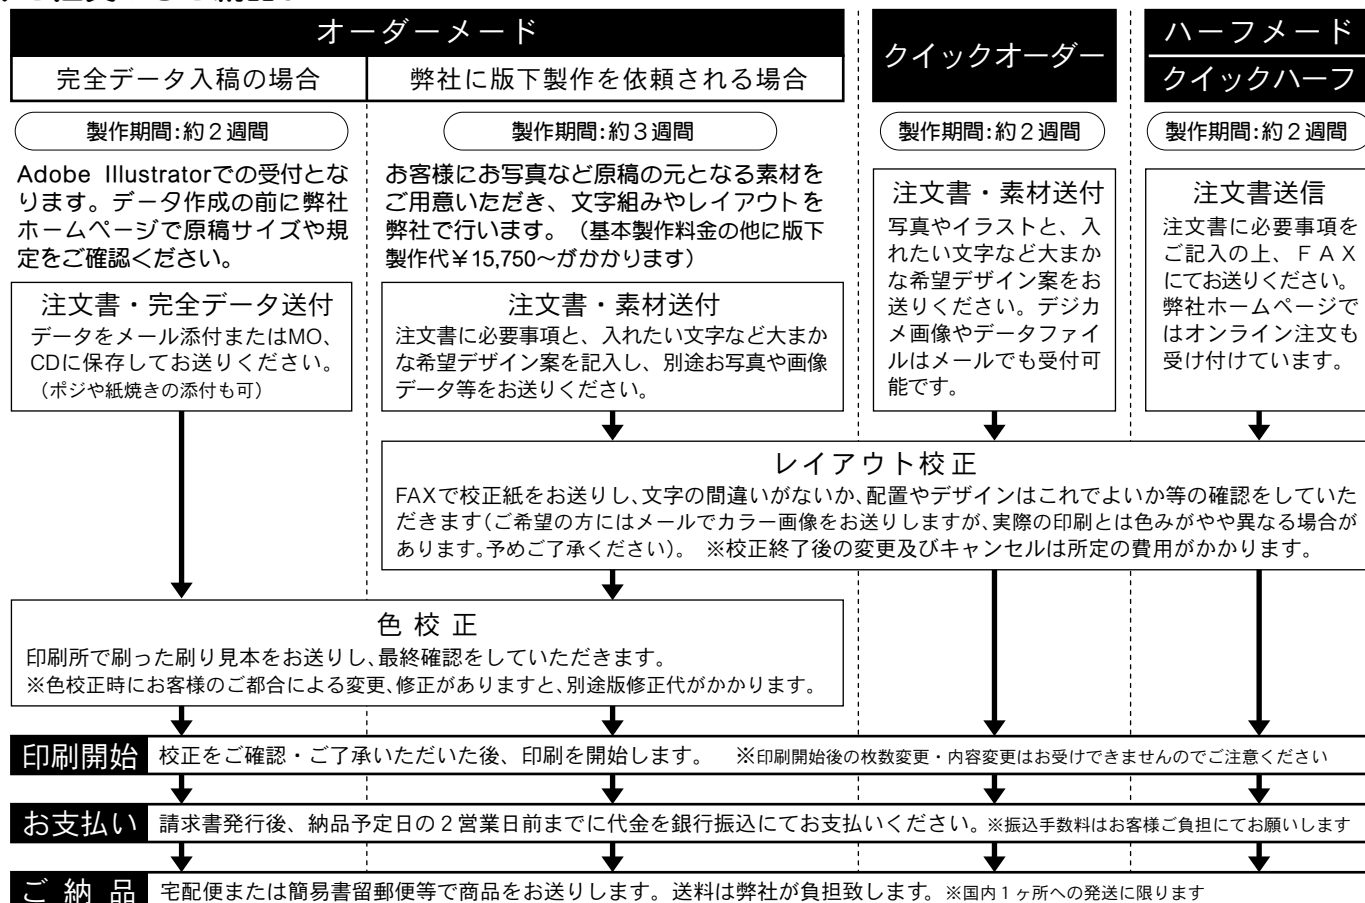 オーダーメード
完全データ入稿の場合
弊社に版下製作を依頼される場合
クイックオーダー
ハーフメード
クイックハーフ
製作期間:約2週間
Adobe Illustratorでの受付とな
ります。データ作成の前に弊社
ホームページで原稿サイズや規
定をご確認ください。
注文書・完全データ送付
データをメール添付またはMO、
CDに保存してお送りください。
（ポジや紙焼きの添付も可）
製作期間:約3週間
お客様にお写真など原稿の元となる素材を
ご用意いただき、文字組みやレイアウトを
弊社で行います。（基本製作料金の他に版下
製作代¥15,750～がかかります）
注文書・素材送付
注文書に必要事項と、入れたい文字など大まか
な希望デザイン案を記入し、別途お写真や画像
データ等をお送りください。
製作期間:約2週間
注文書・素材送付
写真やイラストと、入
れたい文字など大まか
な希望デザイン案をお
送りください。デジカ
メ画像やデータファイ
ルはメールでも受付可
能です。
製作期間:約2週間
注文書送信
注文書に必要事項を
ご記入の上、FAX
にてお送りください。
弊社ホームページで
はオンライン注文も
受け付けています。
レイアウト校正
FAXで校正紙をお送りし、文字の間違いがないか、配置やデザインはこれでよいか等の確認をしていた
だきます（ご希望の方にはメールでカラー画像をお送りしますが、実際の印刷とは色みがやや異なる場合が
あります。予めご了承ください）。 ※校正終了後の変更及びキャンセルは所定の費用がかかります。
色校正
印刷所で刷った刷り見本をお送りし、最終確認をしていただきます。
※色校正時にお客様のご都合による変更、修正がありますと、別途版修正代がかかります。
印刷開始 校正をご確認・ご了承いただいた後、印刷を開始します。 ※印刷開始後の枚数変更・内容変更はお受けできませんのでご注意ください
お支払い 請求書発行後、納品予定日の2営業日前までに代金を銀行振込にてお支払いください。※振込手数料はお客様ご負担にてお願いします
ご納品 宅配便または簡易書留郵便等で商品をお送りします。送料は弊社が負担致します。※国内1ヶ所への発送に限ります